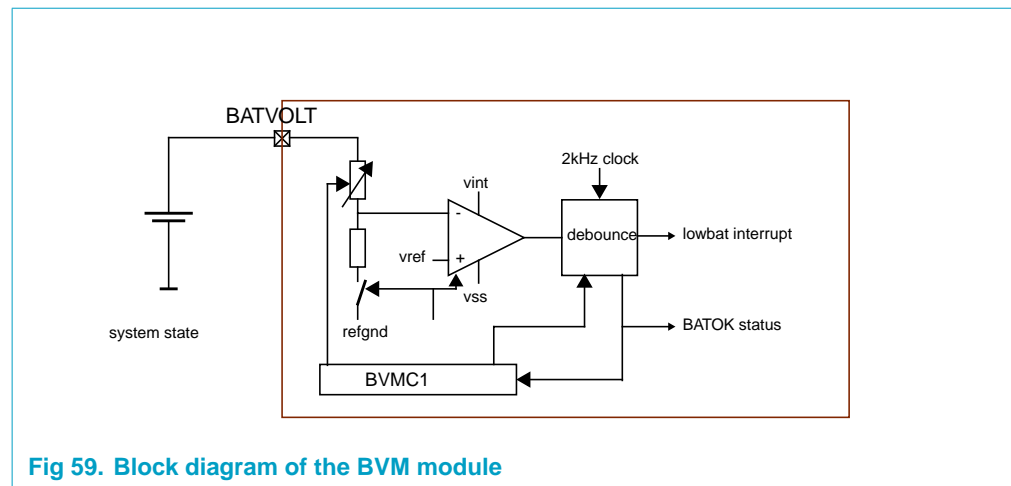 BATVOLT
2kHz clock
vint
-
debounce
lowbat interrupt
vref
+
vss
refgnd
BATOK status
system state
BVMC1
Fig 59. Block diagram of the BVM module